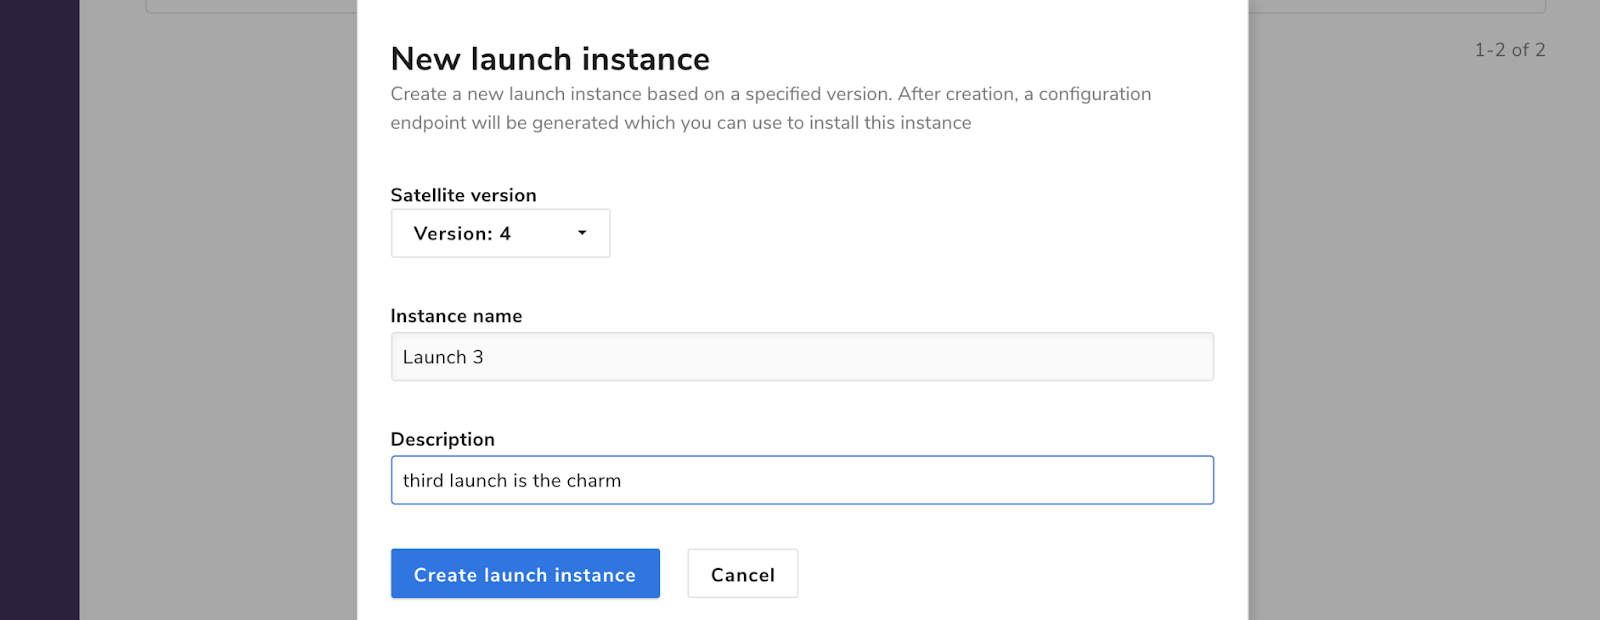 1-2 of 2
New launch instance
Create a new launch instance based on a specified version. After creation, a configuration
endpoint will be generated which you can use to install this instance
Satellite version
Version: 4
Instance name
Launch 3
Description
third launch is the charm
Create launch instance
Cancel